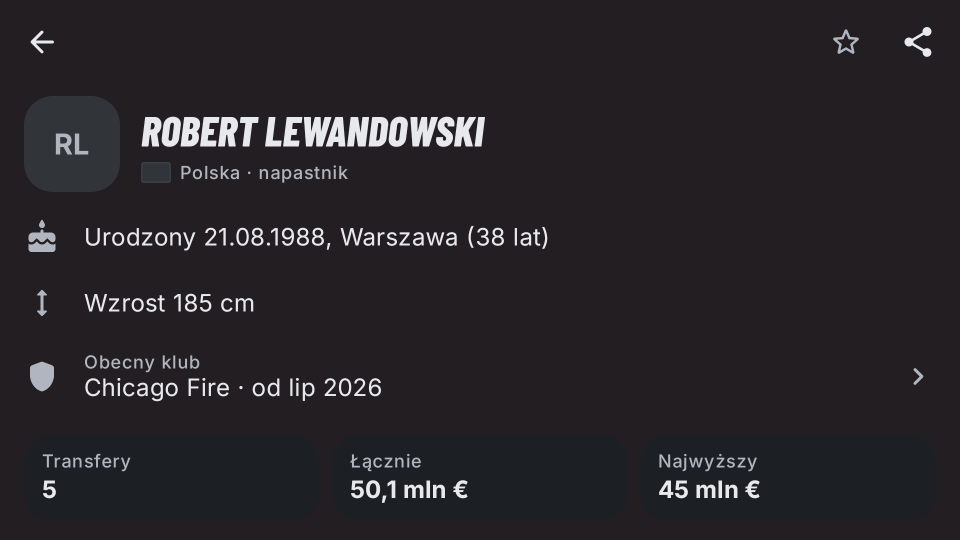 RL
ROBERT LEWANDOWSKI
Polska · napastnik
Urodzony 21.08.1988, Warszawa (38 lat)
Wzrost 185 cm
Obecny klub
Chicago Fire · od lip 2026
Transfery
5
Łącznie
50,1 mln €
Najwyższy
45 mln €